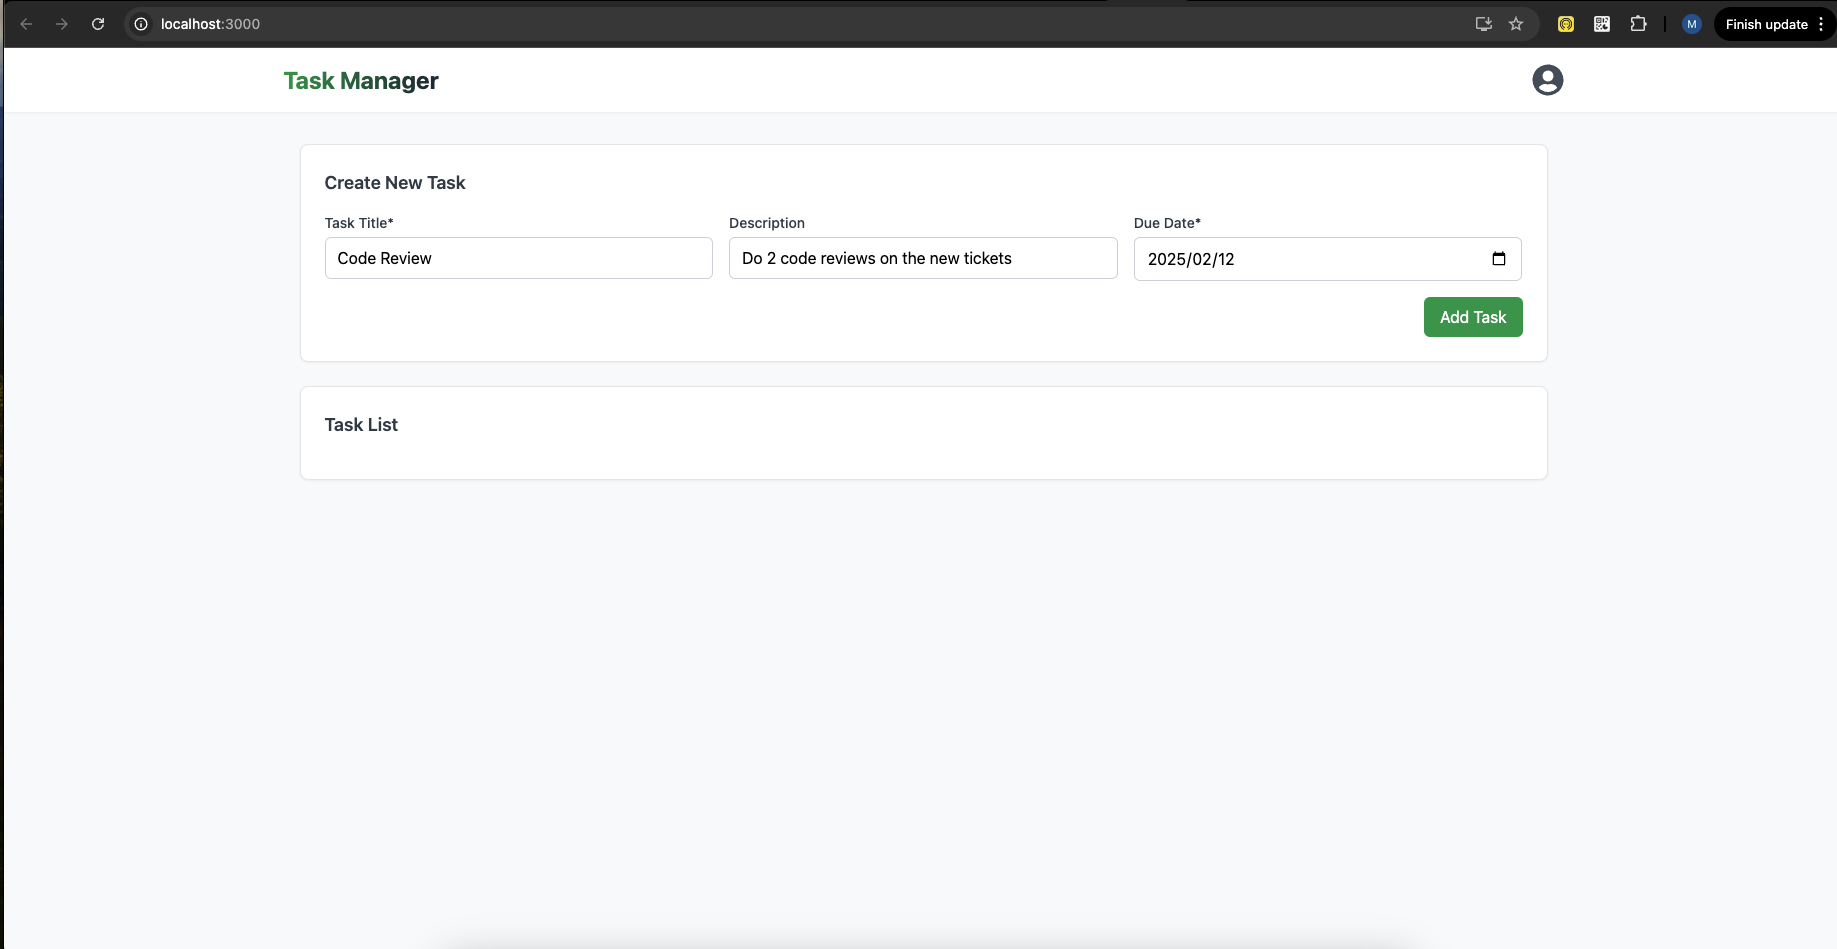 localhost:3000
M
Finish update
Task Manager
Create New Task
Task Title*
Description
Due Date*
Code Review
Do 2 code reviews on the new tickets
2025/02/12
Add Task
Task List